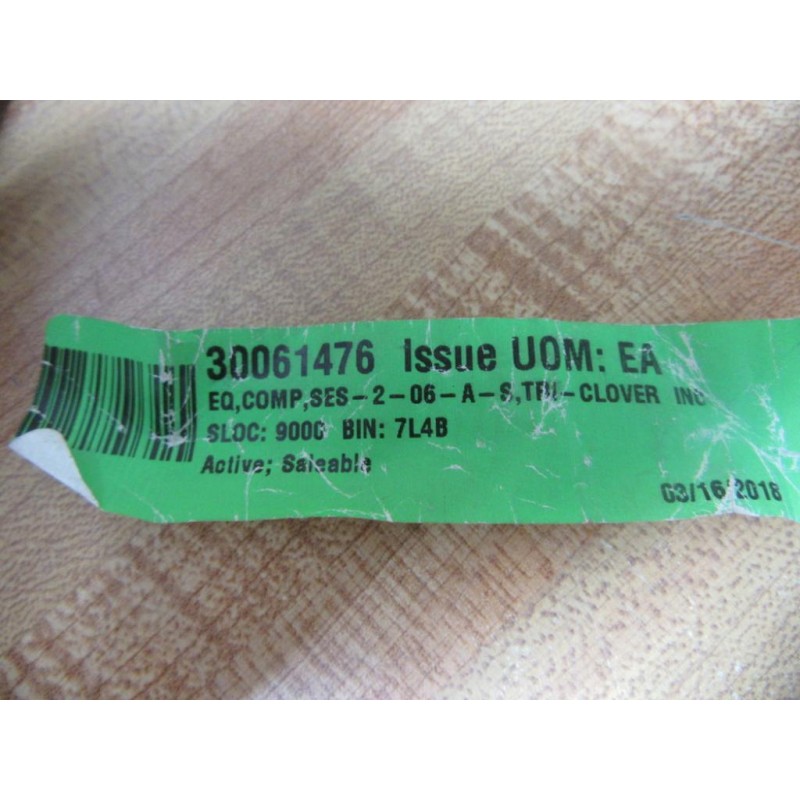 30061476 Issue UOM: EA
EQ,COMP,SES-2-06-A-S,TRI-CLOVER INC
SLOC: 9000 BIN: 7L4B
Active; Saleable
03/16/2018